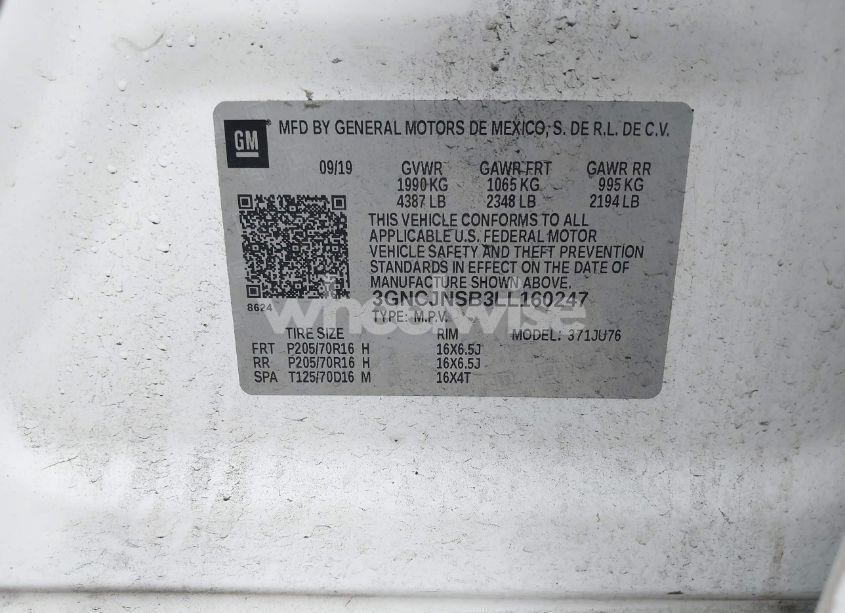 GM
MFD BY GENERAL MOTORS DE MEXICO, S. DE R.L. DE C.V.
09/19 GVWR GAWR FRT GAWR RR
1990 KG 1065 KG 995 KG
4387 LB 2348 LB 2194 LB
THIS VEHICLE CONFORMS TO ALL
APPLICABLE U.S. FEDERAL MOTOR
VEHICLE SAFETY AND THEFT PREVENTION
STANDARDS IN EFFECT ON THE DATE OF
MANUFACTURE SHOWN ABOVE.
8624 3GNCJNSB3LL160247
wheelwise
TYPE: M.P.V.
TIRE SIZE RIM MODEL: 371JU76
FRT P205/70R16 H 16X6.5J
RR P205/70R16 H 16X6.5J
SPA T125/70D16 M 16X4T